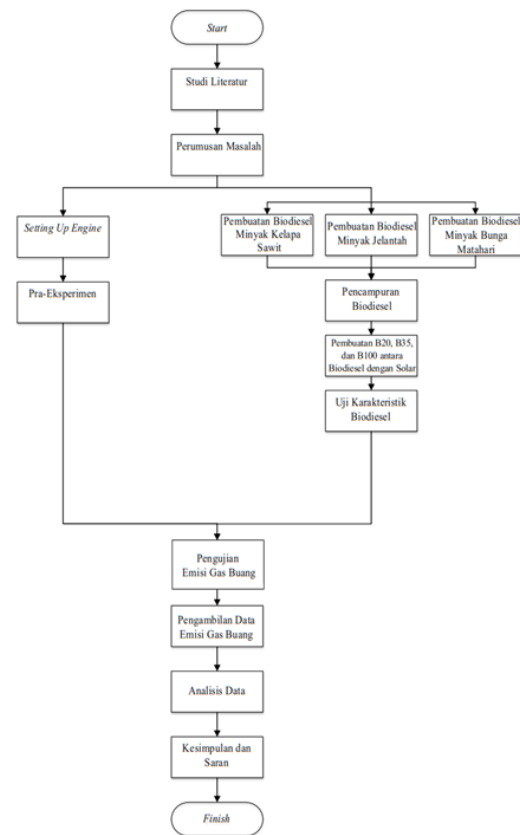 Start
Studi Literatur
Perumusan Masalah
Setting Up Engine
Pra-Eksperimen
Pembuatan Biodiesel
Minyak Kelapa
Sawit
Pembuatan Biodiesel
Minyak Jelantah
Pembuatan Biodiesel
Minyak Bunga
Matahari
Pencampuran
Biodiesel
Pembuatan B20, B35,
dan B100 antara
Biodiesel dengan Solar
Uji Karakteristik
Biodiesel
Pengujian
Emisi Gas Buang
Pengambilan Data
Emisi Gas Buang
Analisis Data
Kesimpulan dan
Saran
Finish